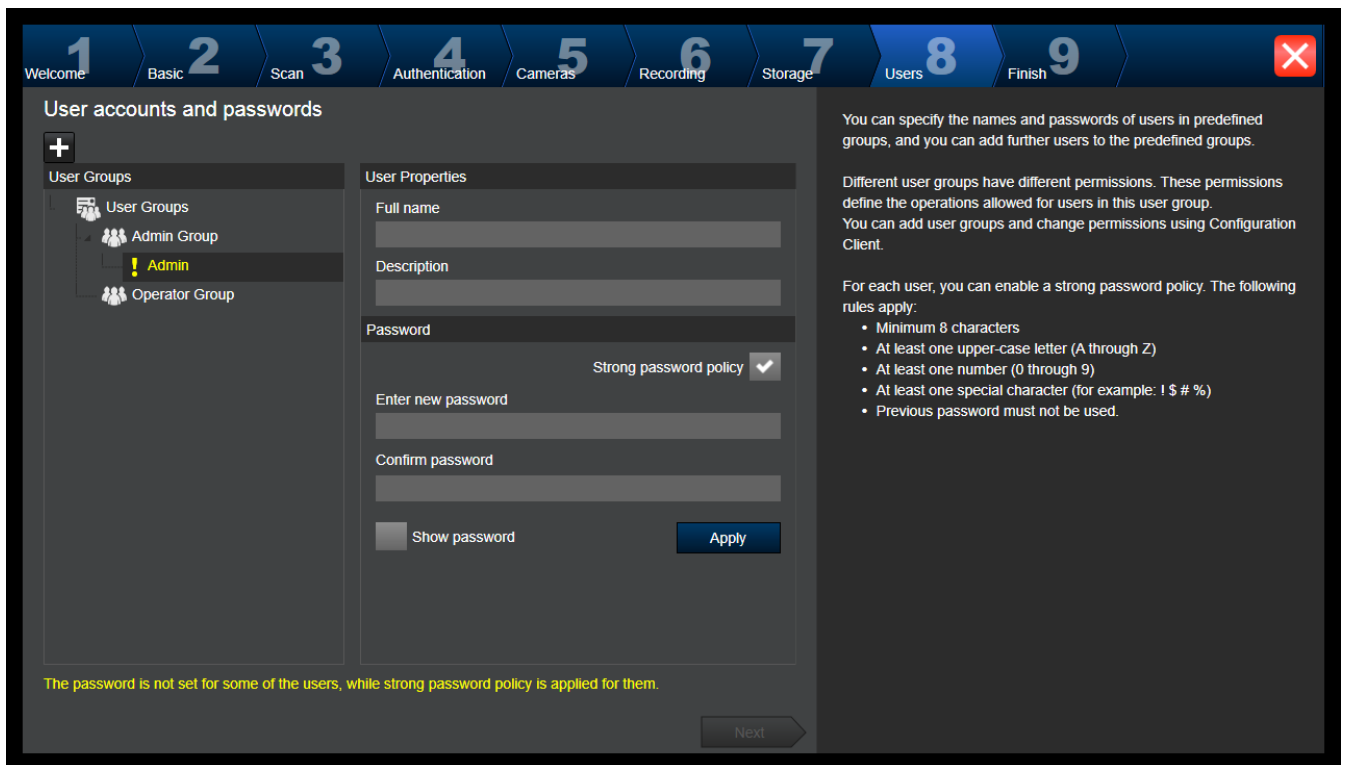 1 Welcome
2 Basic
3 Scan
4 Authentication
5 Cameras
6 Recording
7 Storage
8 Users
9 Finish
User accounts and passwords
User Groups
User Groups
Admin Group
! Admin
Operator Group
User Properties
Full name
Description
Password
Strong password policy
Enter new password
Confirm password
Show password
Apply
The password is not set for some of the users, while strong password policy is applied for them.
Next
You can specify the names and passwords of users in predefined
groups, and you can add further users to the predefined groups.
Different user groups have different permissions. These permissions
define the operations allowed for users in this user group.
You can add user groups and change permissions using Configuration
Client.
For each user, you can enable a strong password policy. The following
rules apply:
• Minimum 8 characters
• At least one upper-case letter (A through Z)
• At least one number (0 through 9)
• At least one special character (for example: ! $ # %)
• Previous password must not be used.